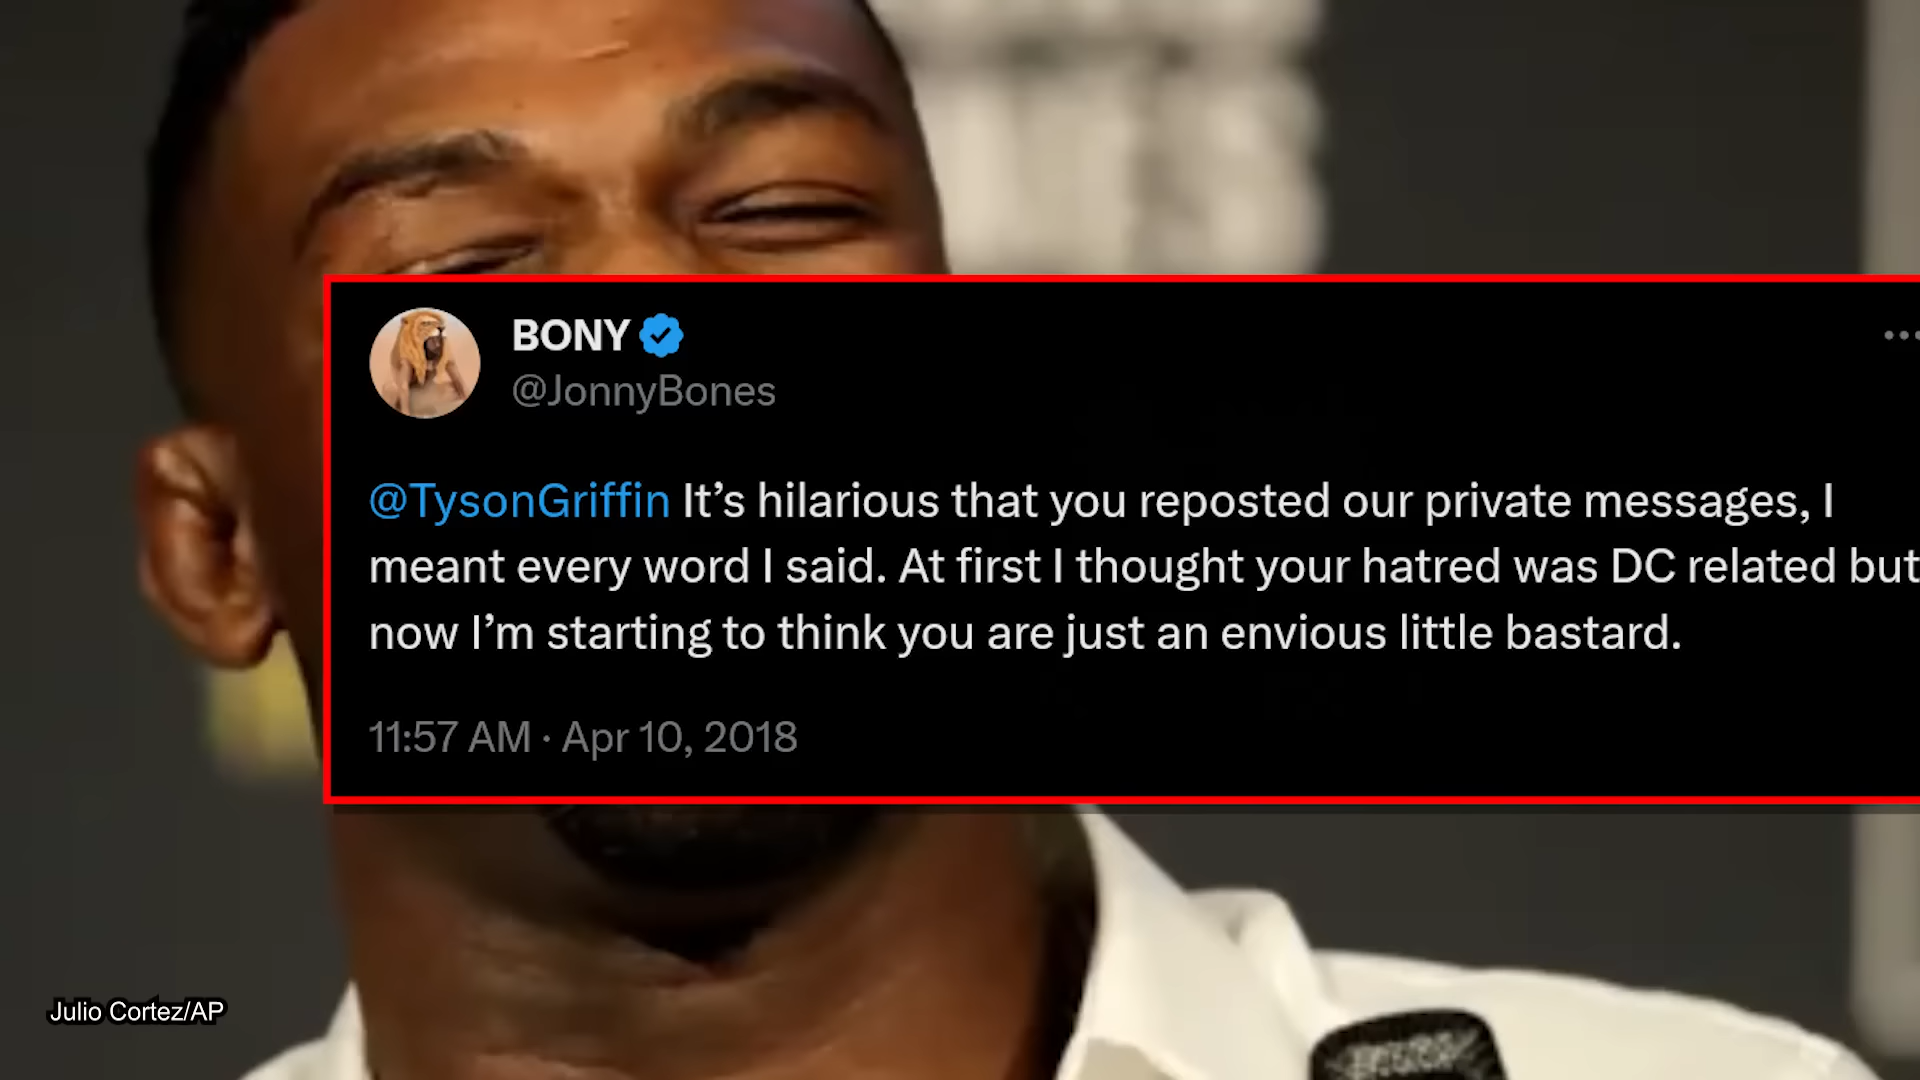 BONY
@JonnyBones
@TysonGriffin It’s hilarious that you reposted our private messages, I
meant every word I said. At first I thought your hatred was DC related but
now I’m starting to think you are just an envious little bastard.
11:57 AM · Apr 10, 2018
Julio Cortez/AP